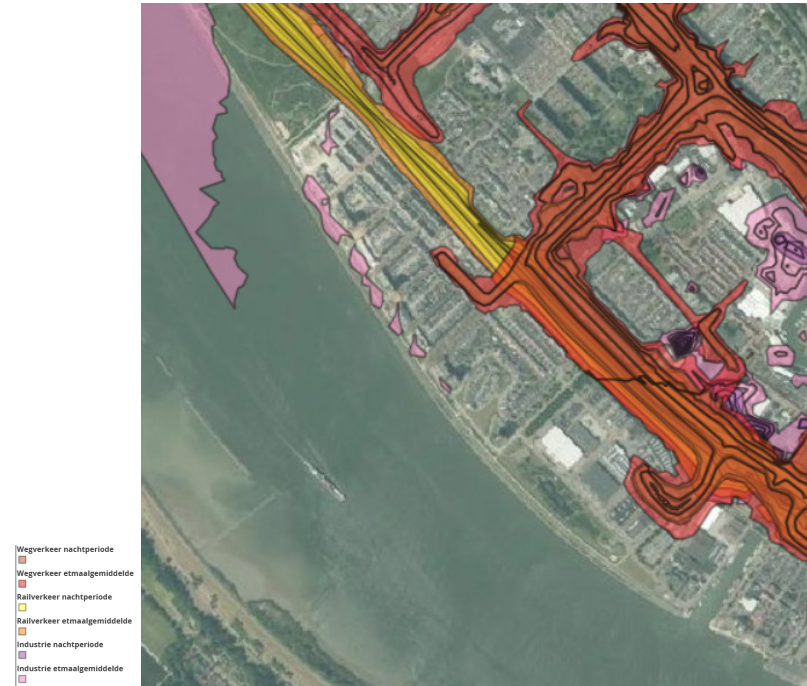 Wegverkeer nachtperiode
Wegverkeer etmaalgemiddelde
Railverkeer nachtperiode
Railverkeer etmaalgemiddelde
Industrie nachtperiode
Industrie etmaalgemiddelde